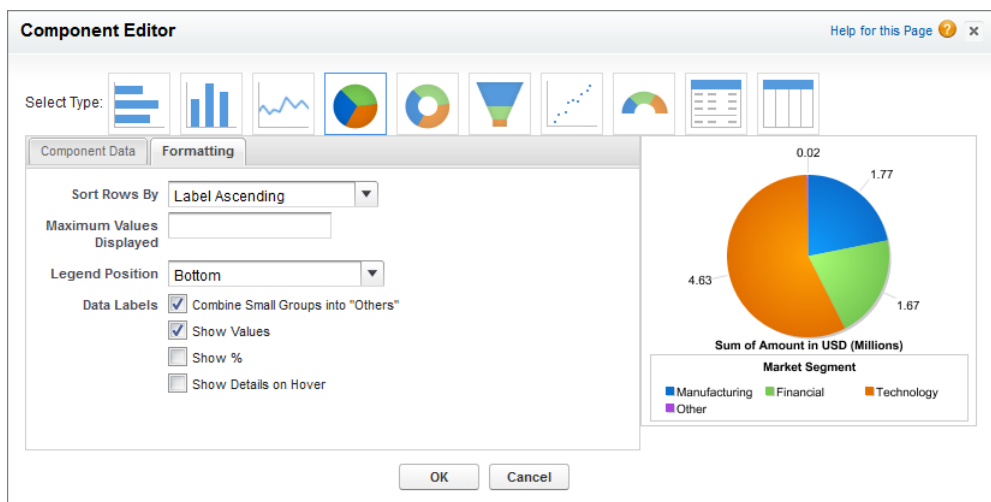 Component Editor
Help for this Page ?
Select Type:
Component Data Formatting
Sort Rows By Label Ascending
Maximum Values
Displayed
Legend Position Bottom
Data Labels Combine Small Groups into "Others"
Show Values
Show %
Show Details on Hover
0.02
1.77
4.63
1.67
Sum of Amount in USD (Millions)
Market Segment
Manufacturing Financial Technology
Other
OK Cancel